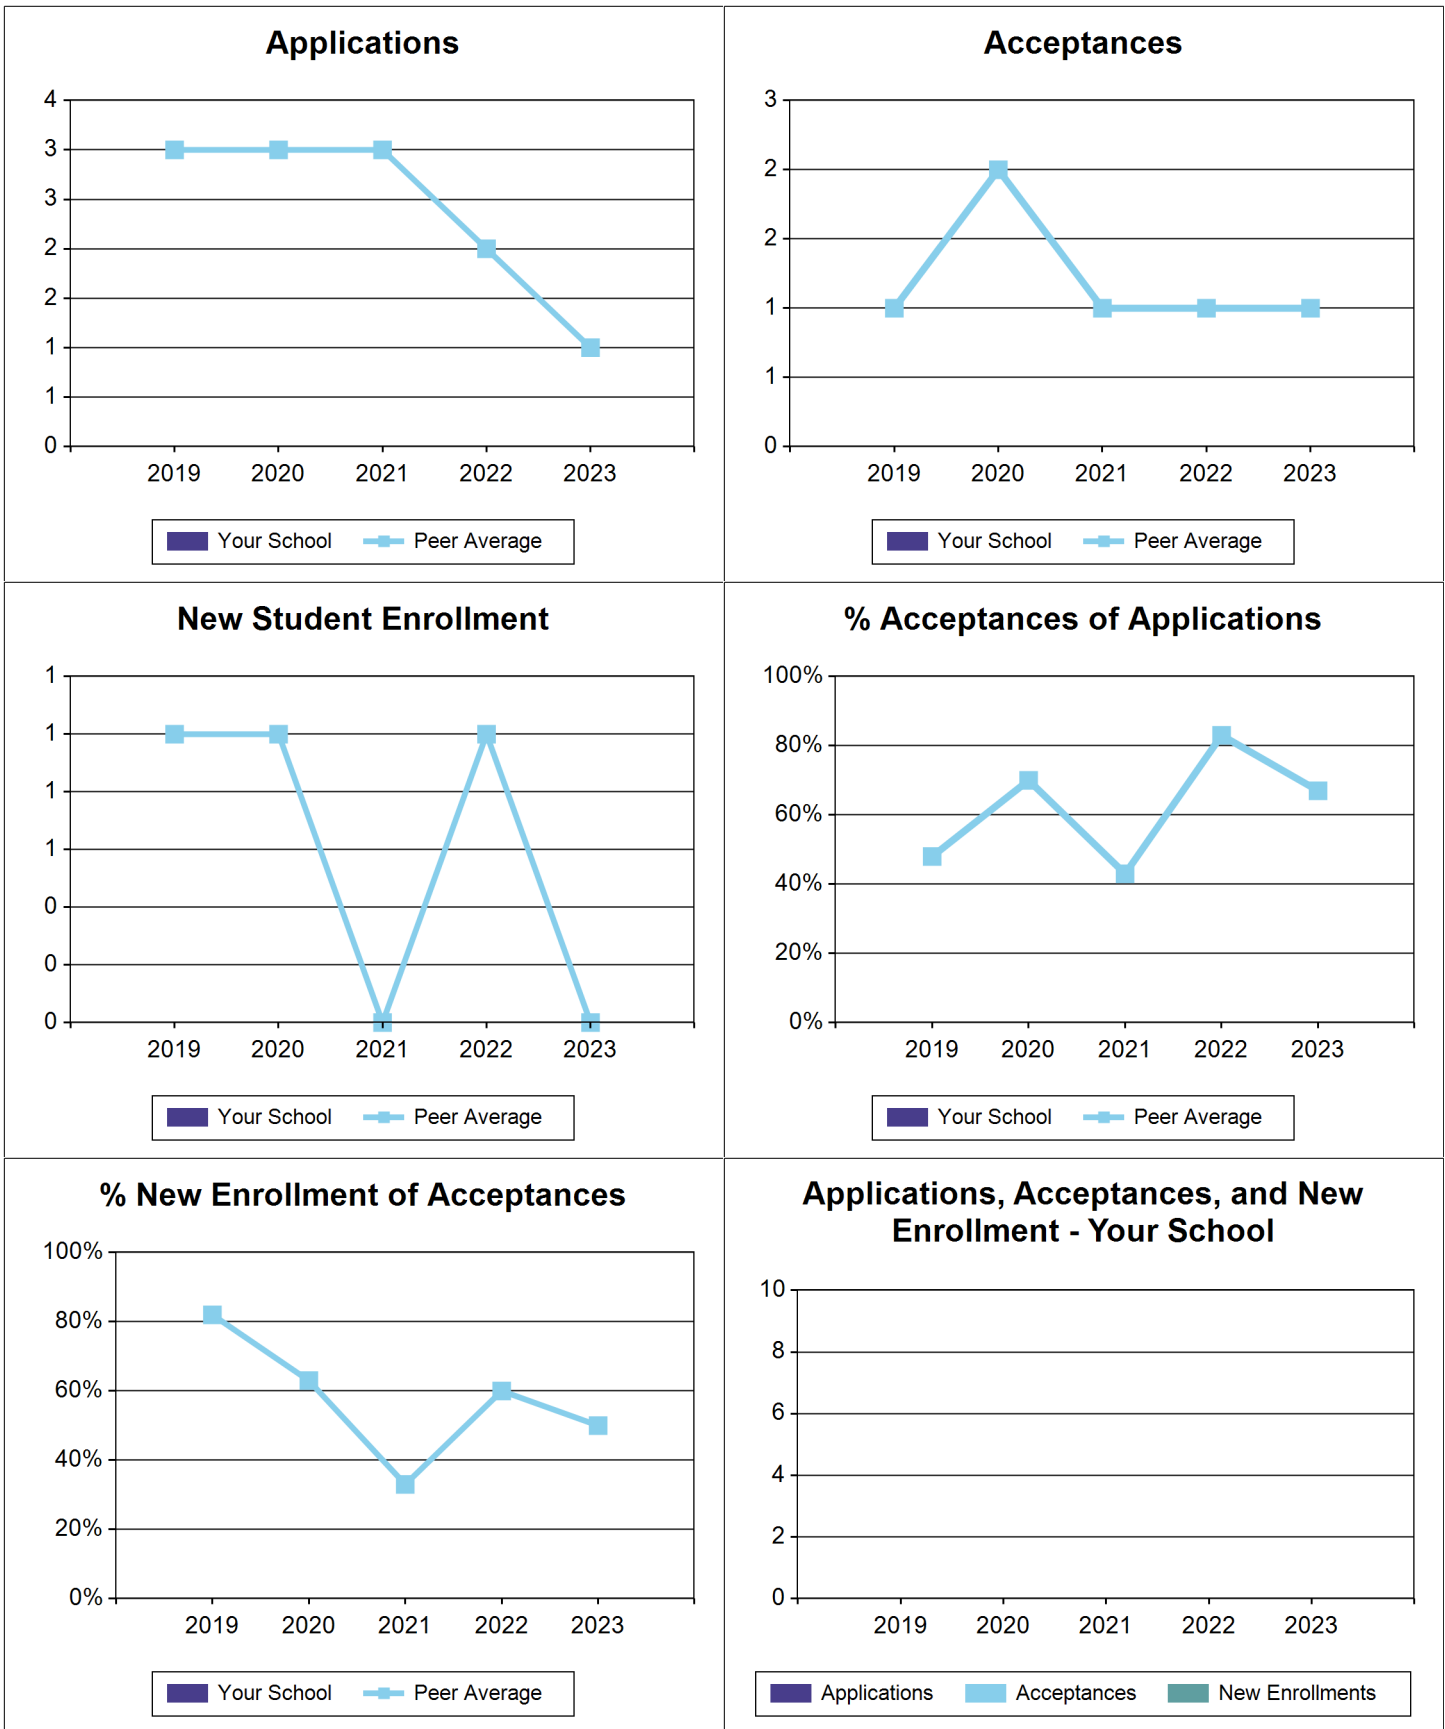 Applications
4
3
3
2
2
1
1
0
2019 2020 2021 2022 2023
Your School Peer Average
Acceptances
3
2
2
1
1
0
2019 2020 2021 2022 2023
Your School Peer Average
New Student Enrollment
1
1
1
1
0
0
0
2019 2020 2021 2022 2023
Your School Peer Average
% Acceptances of Applications
100%
80%
60%
40%
20%
0%
2019 2020 2021 2022 2023
Your School Peer Average
% New Enrollment of Acceptances
100%
80%
60%
40%
20%
0%
2019 2020 2021 2022 2023
Your School Peer Average
Applications, Acceptances, and New
Enrollment - Your School
10
8
6
4
2
0
2019 2020 2021 2022 2023
Applications Acceptances New Enrollments